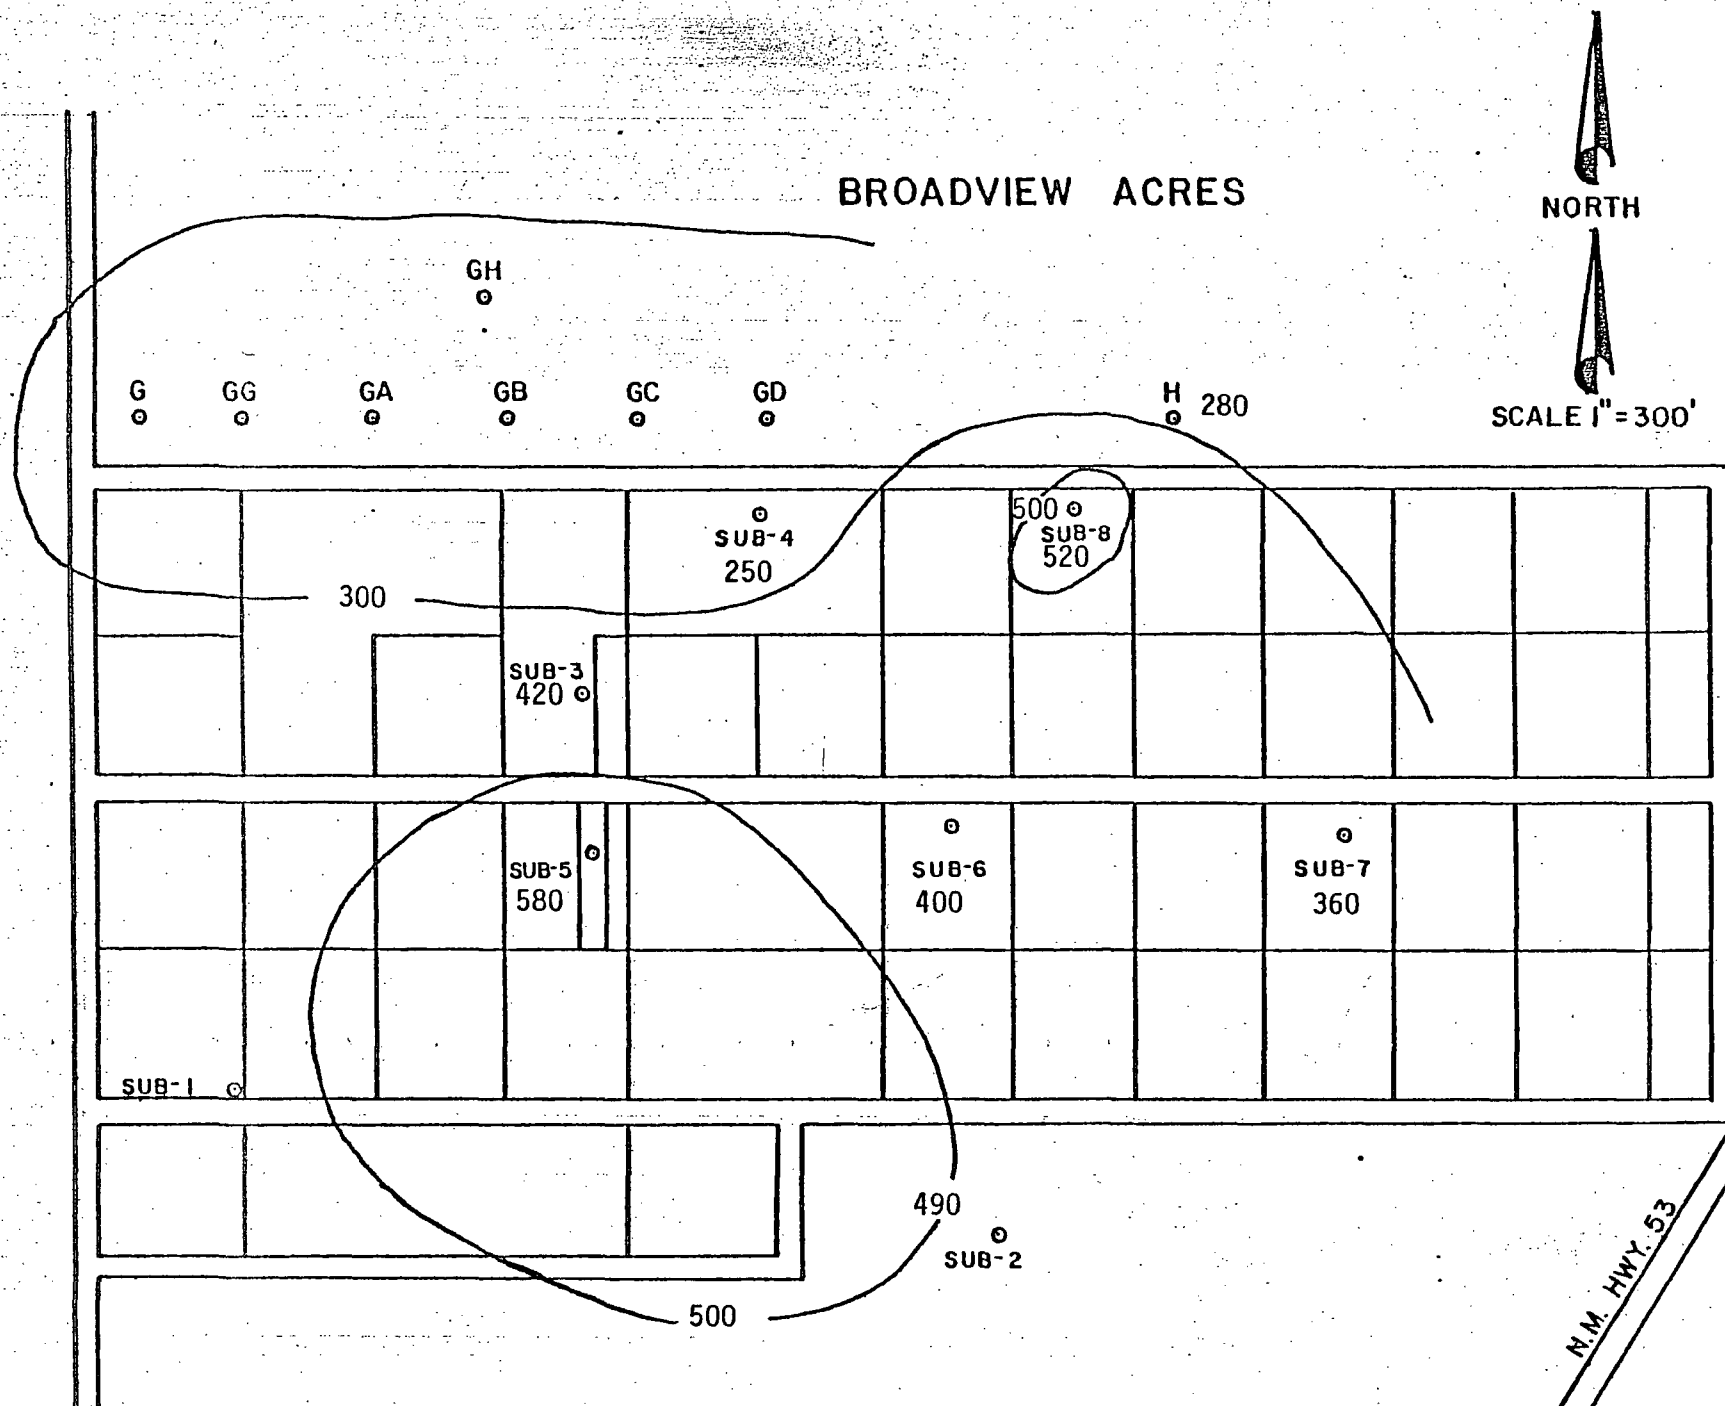 BROADVIEW ACRES
NORTH
SCALE 1"=300'
GH
G
GG
GA
GB
GC
GD
H
280
SUB-4
250
500
SUB-8
520
300
SUB-3
420
SUB-5
580
SUB-6
400
SUB-7
360
SUB-1
490
SUB-2
500
N.M. HWY. 53